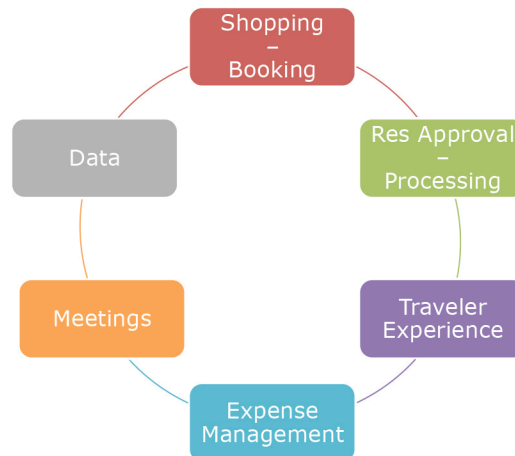 Shopping
–
Booking
Res Approval
–
Processing
Traveler
Experience
Expense
Management
Meetings
Data